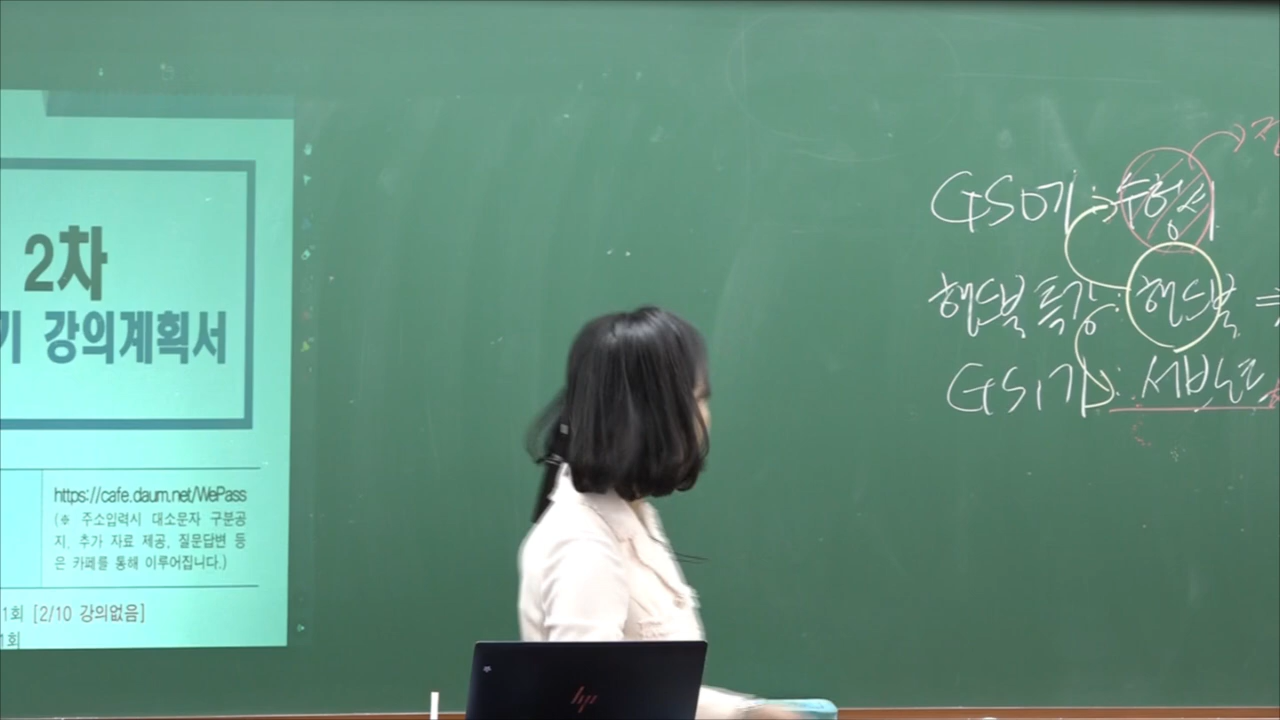 2차
기 강의계획서
https://cafe.daum.net/WePass
(※ 주소입력시 대소문자 구분공
지, 추가 자료 제공, 질문답변 등
은 카페를 통해 이루어집니다.)
1회 [2/10 강의없음]
1회
GS0기 :
핸드북 특강 : 핸드북 =
GS1기 : 서브노트
hp